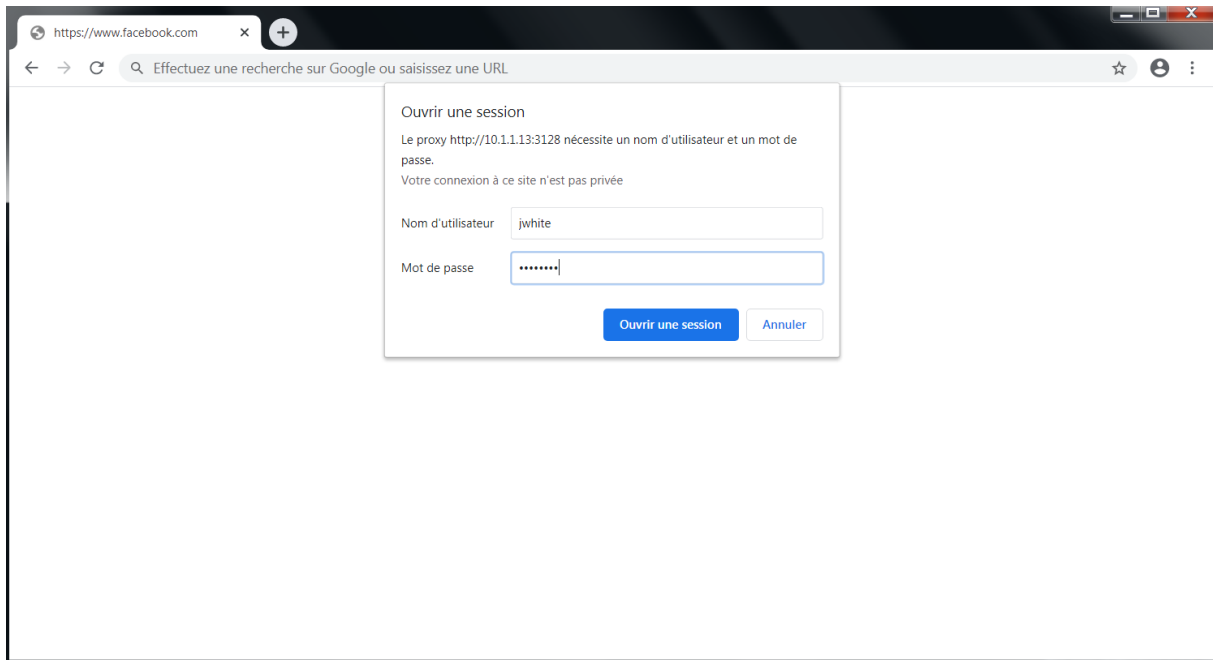 https://www.facebook.com
Effectuez une recherche sur Google ou saisissez une URL
Ouvrir une session
Le proxy http://10.1.1.13:3128 nécessite un nom d'utilisateur et un mot de
passe.
Votre connexion à ce site n'est pas privée
Nom d'utilisateur jwhite
Mot de passe ••••••••
Ouvrir une session Annuler